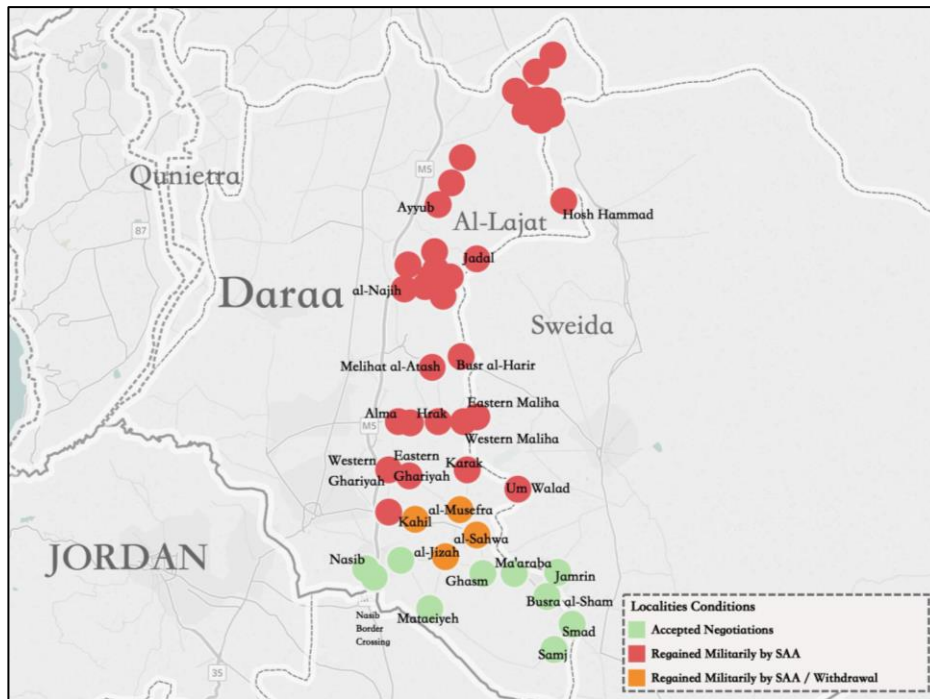 M5
Qunietra
Ayyub
Al-Lajat
Hosh Hammad
87
Jadal
al-Najih
Daraa
Sweida
Melihat al-Atash
Busr al-Harir
Alma
Hrak
Eastern Maliha
M5
Western Maliha
Western
Ghariyah
Eastern
Ghariyah
Karak
Um Walad
al-Musefra
Kahil
al-Sahwa
JORDAN
Nasib
al-Jizah
Ma'araba
Ghasm
Jamrin
Busra al-Sham
Nasib
Border
Crossing
Mataeiyeh
Smad
Samj
35
Localities Conditions
Accepted Negotiations
Regained Militarily by SAA
Regained Militarily by SAA / Withdrawal